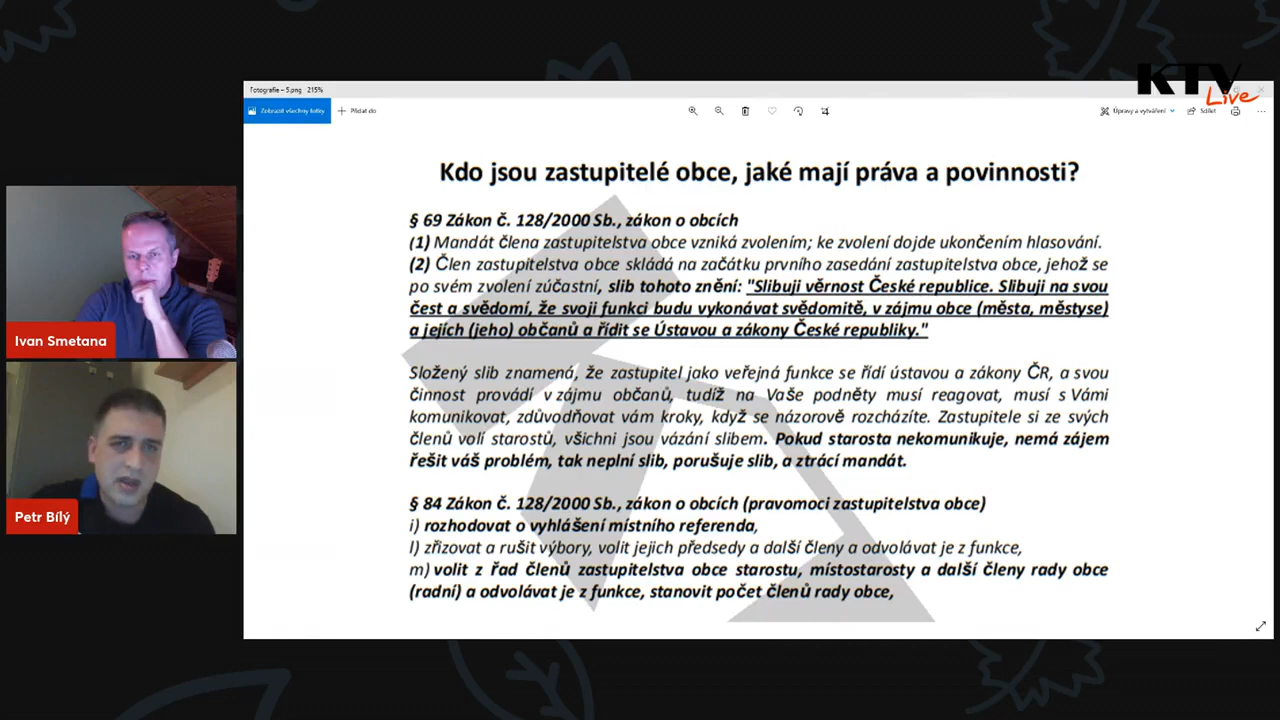 KTV
Live
Fotografie – 5.png 215%
Zobrazit všechny fotky
Přidat do
Úpravy a vytváření
Sdílet
Kdo jsou zastupitelé obce, jaké mají práva a povinnosti?
§ 69 Zákon č. 128/2000 Sb., zákon o obcích
(1) Mandát člena zastupitelstva obce vzniká zvolením; ke zvolení dojde ukončením hlasování.
(2) Člen zastupitelstva obce skládá na začátku prvního zasedání zastupitelstva obce, jehož se
po svém zvolení zúčastní, slib tohoto znění: "Slibuji věrnost České republice. Slibuji na svou
čest a svědomí, že svoji funkci budu vykonávat svědomitě, v zájmu obce (města, městyse)
a jejích (jeho) občanů a řídit se Ústavou a zákony České republiky."
Složený slib znamená, že zastupitel jako veřejná funkce se řídí ústavou a zákony ČR, a svou
činnost provádí v zájmu občanů, tudíž na Vaše podněty musí reagovat, musí s Vámi
komunikovat, zdůvodňovat vám kroky, když se názorově rozcházíte. Zastupitele si ze svých
členů volí starostů, všichni jsou vázání slibem. Pokud starosta nekomunikuje, nemá zájem
řešit váš problém, tak neplní slib, porušuje slib, a ztrácí mandát.
§ 84 Zákon č. 128/2000 Sb., zákon o obcích (pravomoci zastupitelstva obce)
i) rozhodovat o vyhlášení místního referenda,
l) zřizovat a rušit výbory, volit jejich předsedy a další členy a odvolávat je z funkce,
m) volit z řad členů zastupitelstva obce starostu, místostarosty a další členy rady obce
(radní) a odvolávat je z funkce, stanovit počet členů rady obce,
Ivan Smetana
Petr Bílý